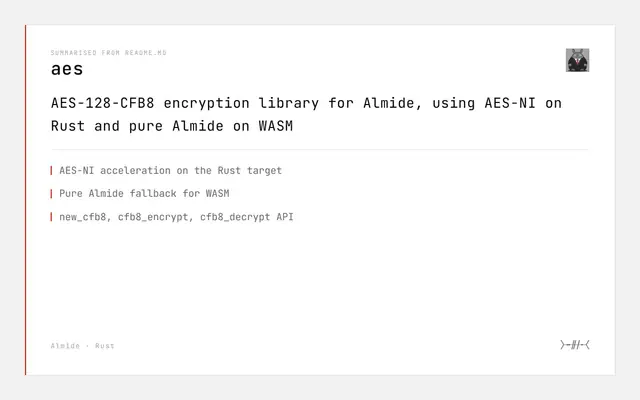 SUMMARISED FROM README.MD
aes
AES-128-CFB8 encryption library for Almide, using AES-NI on
Rust and pure Almide on WASM
AES-NI acceleration on the Rust target
Pure Almide fallback for WASM
new_cfb8, cfb8_encrypt, cfb8_decrypt API
Almide · Rust